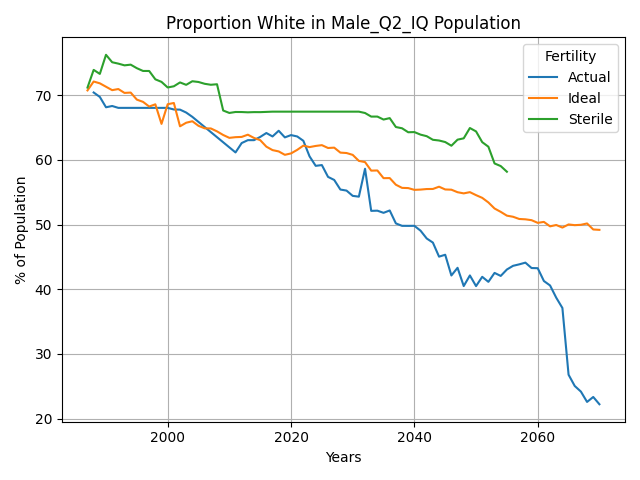 Proportion White in Male_Q2_IQ Population
Fertility
Actual
Ideal
Sterile
% of Population
70
60
50
40
30
20
2000
2020
2040
2060
Years